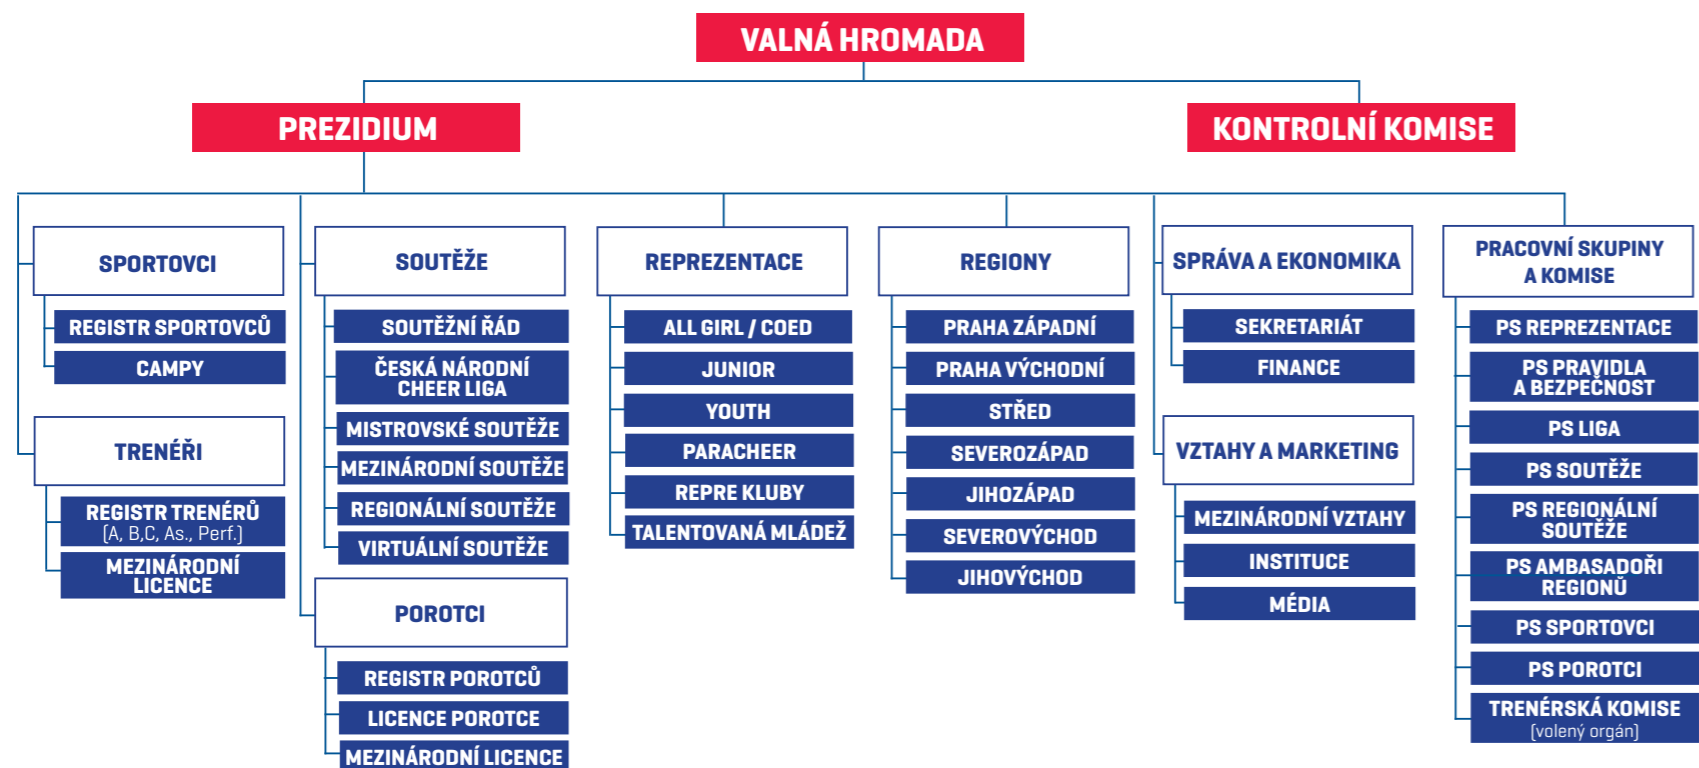 VALNÁ HROMADA
PREZIDIUM
KONTROLNÍ KOMISE
SPORTOVCI
REGISTR SPORTOVCŮ
CAMPY
TRENÉŘI
REGISTR TRENÉRŮ
(A, B,C, As., Perf.)
MEZINÁRODNÍ
LICENCE
SOUTĚŽE
SOUTĚŽNÍ ŘÁD
ČESKÁ NÁRODNÍ
CHEER LIGA
MISTROVSKÉ SOUTĚŽE
MEZINÁRODNÍ SOUTĚŽE
REGIONÁLNÍ SOUTĚŽE
VIRTUÁLNÍ SOUTĚŽE
POROTCI
REGISTR POROTCŮ
LICENCE POROTCE
MEZINÁRODNÍ LICENCE
REPREZENTACE
ALL GIRL / COED
JUNIOR
YOUTH
PARACHEER
REPRE KLUBY
TALENTOVANÁ MLÁDEŽ
REGIONY
PRAHA ZÁPADNÍ
PRAHA VÝCHODNÍ
STŘED
SEVEROZÁPAD
JIHOZÁPAD
SEVEROVÝCHOD
JIHOVÝCHOD
SPRÁVA A EKONOMIKA
SEKRETARIÁT
FINANCE
VZTAHY A MARKETING
MEZINÁRODNÍ VZTAHY
INSTITUCE
MÉDIA
PRACOVNÍ SKUPINY
A KOMISE
PS REPREZENTACE
PS PRAVIDLA
A BEZPEČNOST
PS LIGA
PS SOUTĚŽE
PS REGIONÁLNÍ
SOUTĚŽE
PS AMBASADOŘI
REGIONŮ
PS SPORTOVCI
PS POROTCI
TRENÉRSKÁ KOMISE
(volený orgán)